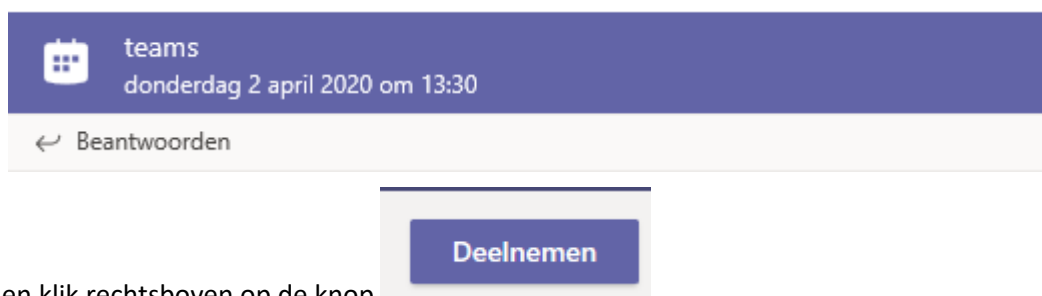 teams
donderdag 2 april 2020 om 13:30
Beantwoorden
Deelnemen
en klik rechtsboven op de knop